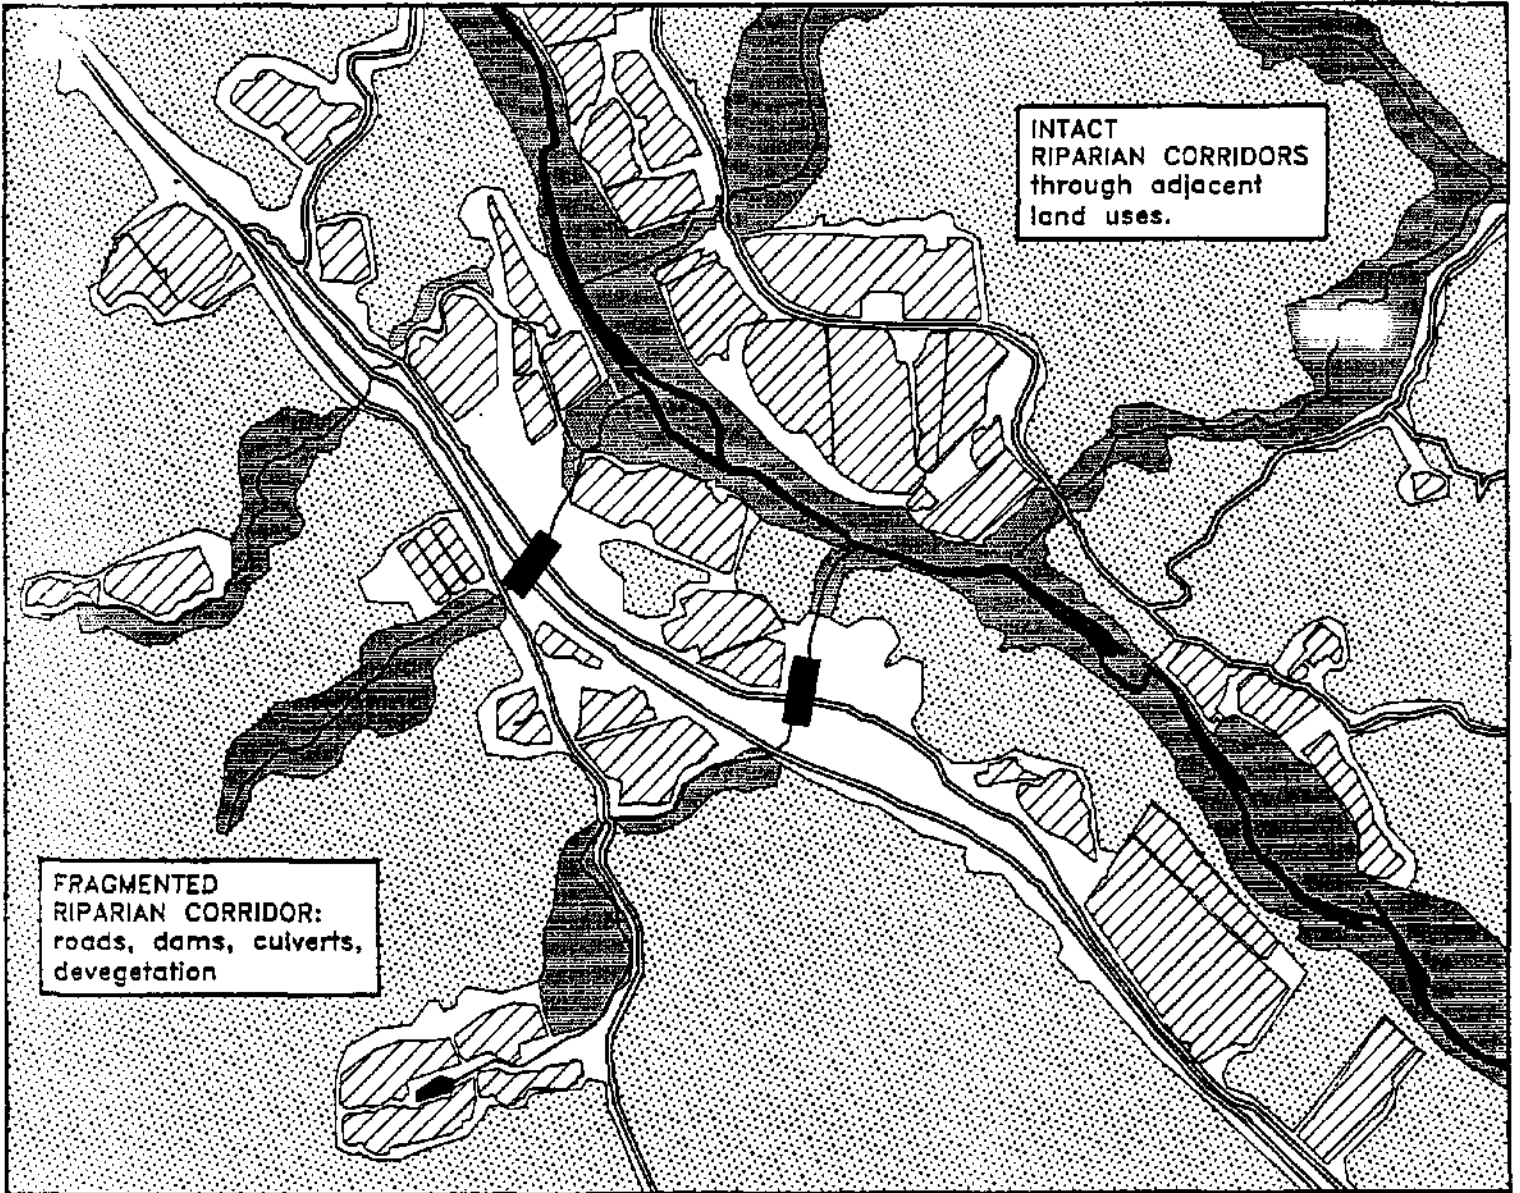 INTACT
RIPARIAN CORRIDORS
through adjacent
land uses.
FRAGMENTED
RIPARIAN CORRIDOR:
roads, dams, culverts,
devegetation